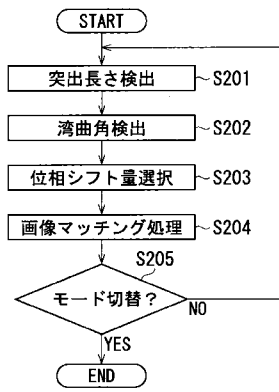 START
突出長さ検出
S201
湾曲角検出
S202
位相シフト量選択
S203
画像マッチング処理
S204
S205
モード切替？
NO
YES
END